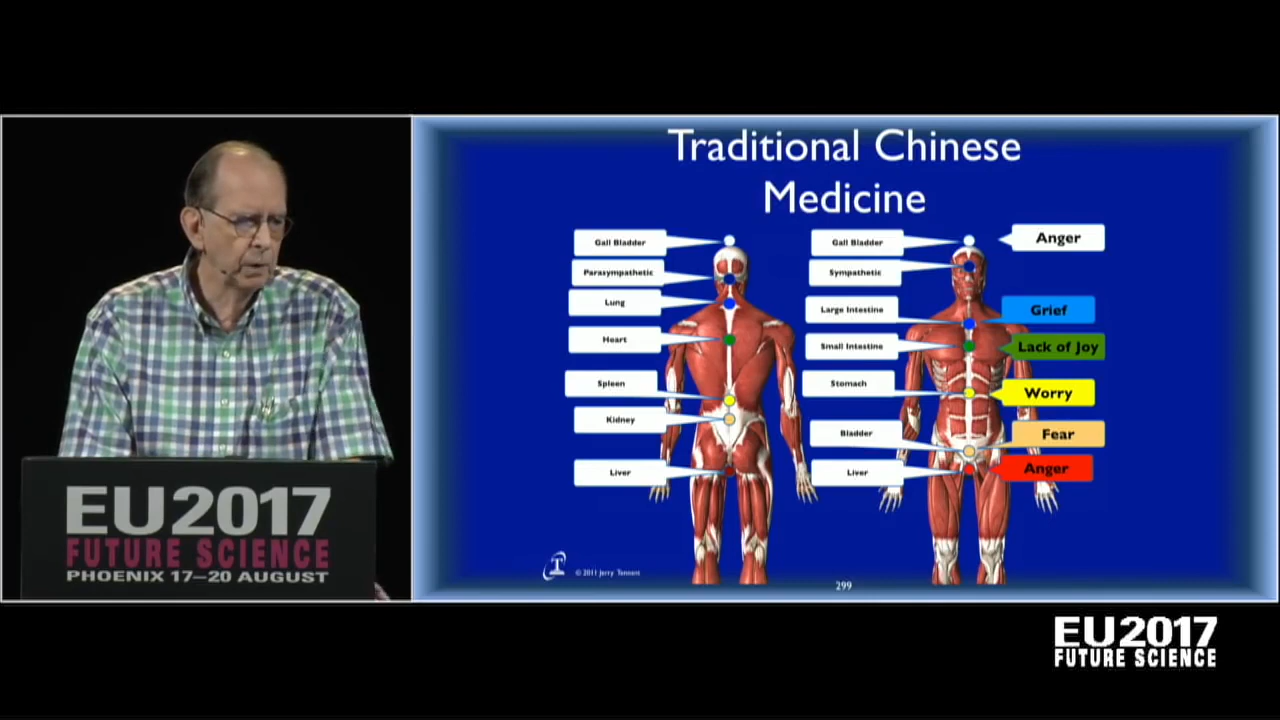 Traditional Chinese
Medicine
Gall Bladder
Parasympathetic
Lung
Heart
Spleen
Kidney
Liver
Gall Bladder
Sympathetic
Large Intestine
Small Intestine
Stomach
Bladder
Liver
Anger
Grief
Lack of Joy
Worry
Fear
Anger
T
© 2011 Jerry Tennant
299
EU2017
FUTURE SCIENCE
PHOENIX 17–20 AUGUST
EU2017
FUTURE SCIENCE